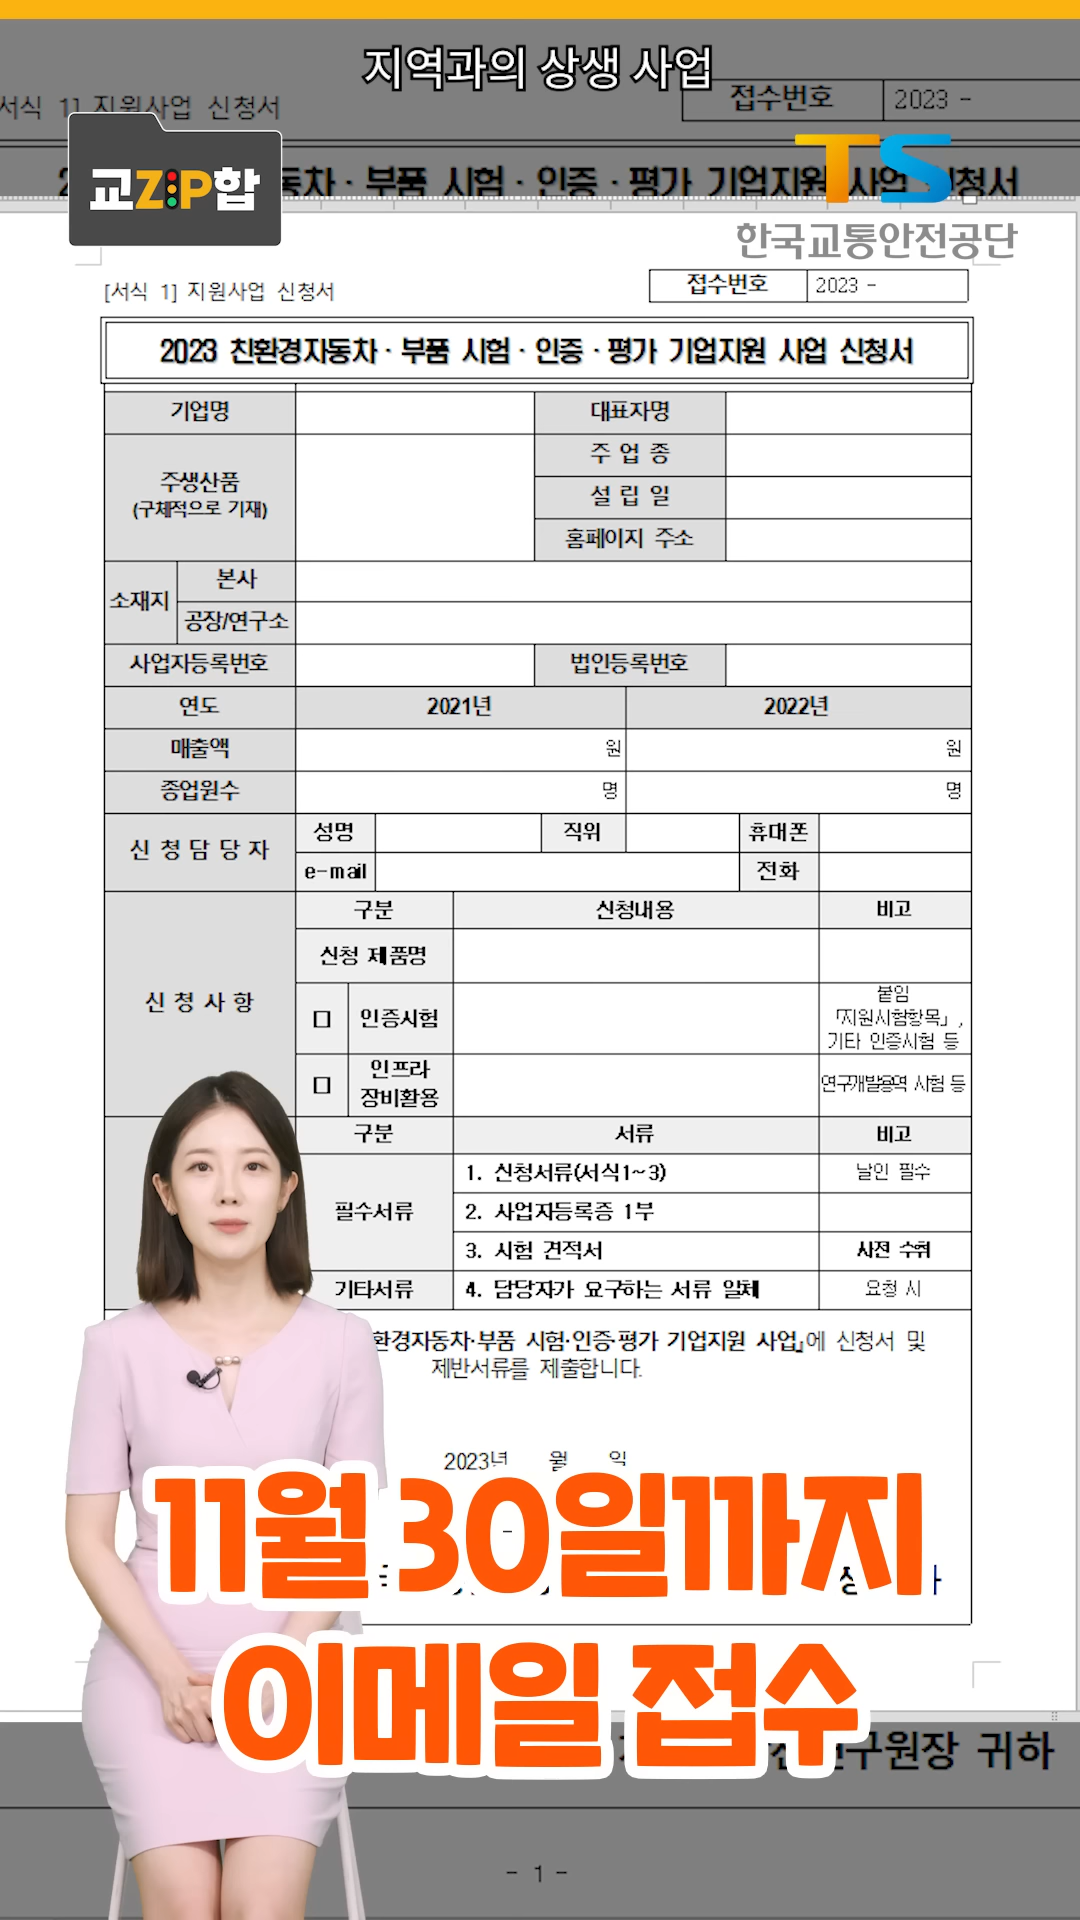 지역과의 상생 사업
서식 1] 지원사업 신청서
접수번호 2023 -
교ZIP합
동차 · 부품 시험 · 인증 · 평가 기업지원 사업
TS
한국교통안전공단
[서식 1] 지원사업 신청서
접수번호 2023 -
2023 친환경자동차 · 부품 시험 · 인증 · 평가 기업지원 사업 신청서
기업명 대표자명
주생산품
(구체적으로 기재)
주 업 종
설 립 일
홈페이지 주소
소재지 본사
공장/연구소
사업자등록번호 법인등록번호
연도 2021년 2022년
매출액 원 원
종업원수 명 명
신 청 담 당 자 성명 직위 휴대폰
e-mail 전화
신 청 사 항 구분 신청내용 비고
신청 제품명
□ 인증시험
붙임
「지원시험항목」,
기타 인증시험 등
□ 인프라
장비활용
연구개발용역 시험 등
구분 서류 비고
필수서류
1. 신청서류(서식1~3) 날인 필수
2. 사업자등록증 1부
3. 시험 견적서 사전 수취
기타서류 4. 담당자가 요구하는 서류 일체 요청 시
환경자동차·부품 시험·인증·평가 기업지원 사업」에 신청서 및
제반서류를 제출합니다.
2023년 월 일
11월 30일까지
이메일 접수
구원장 귀하
- 1 -